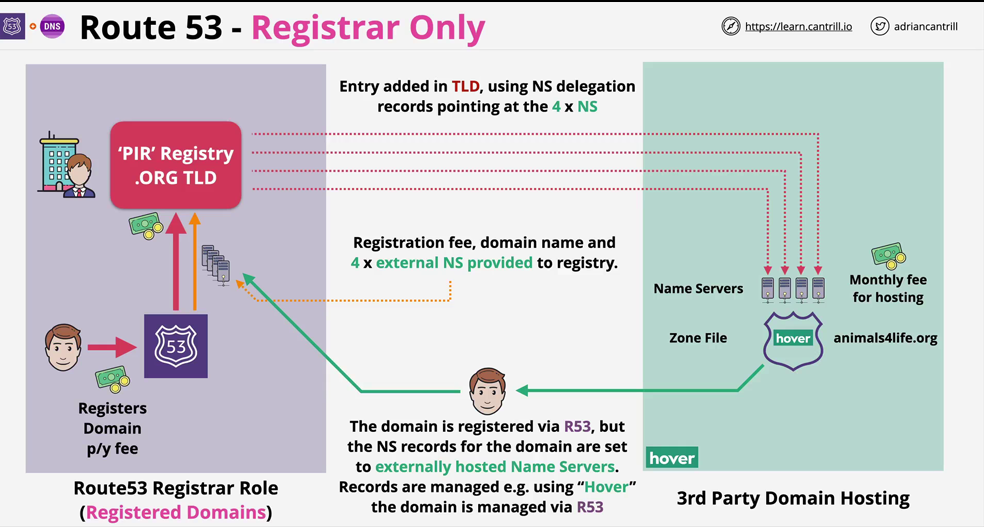 53
DNS
Route 53 - Registrar Only
https://learn.cantrill.io
adriancantrill
Entry added in TLD, using NS delegation
records pointing at the 4 x NS
'PIR' Registry
.ORG TLD
Registration fee, domain name and
4 x external NS provided to registry.
Name Servers
Monthly fee
for hosting
Zone File
hover
animals4life.org
53
Registers
Domain
p/y fee
The domain is registered via R53, but
the NS records for the domain are set
to externally hosted Name Servers.
Records are managed e.g. using “Hover”
the domain is managed via R53
hover
Route53 Registrar Role
(Registered Domains)
3rd Party Domain Hosting